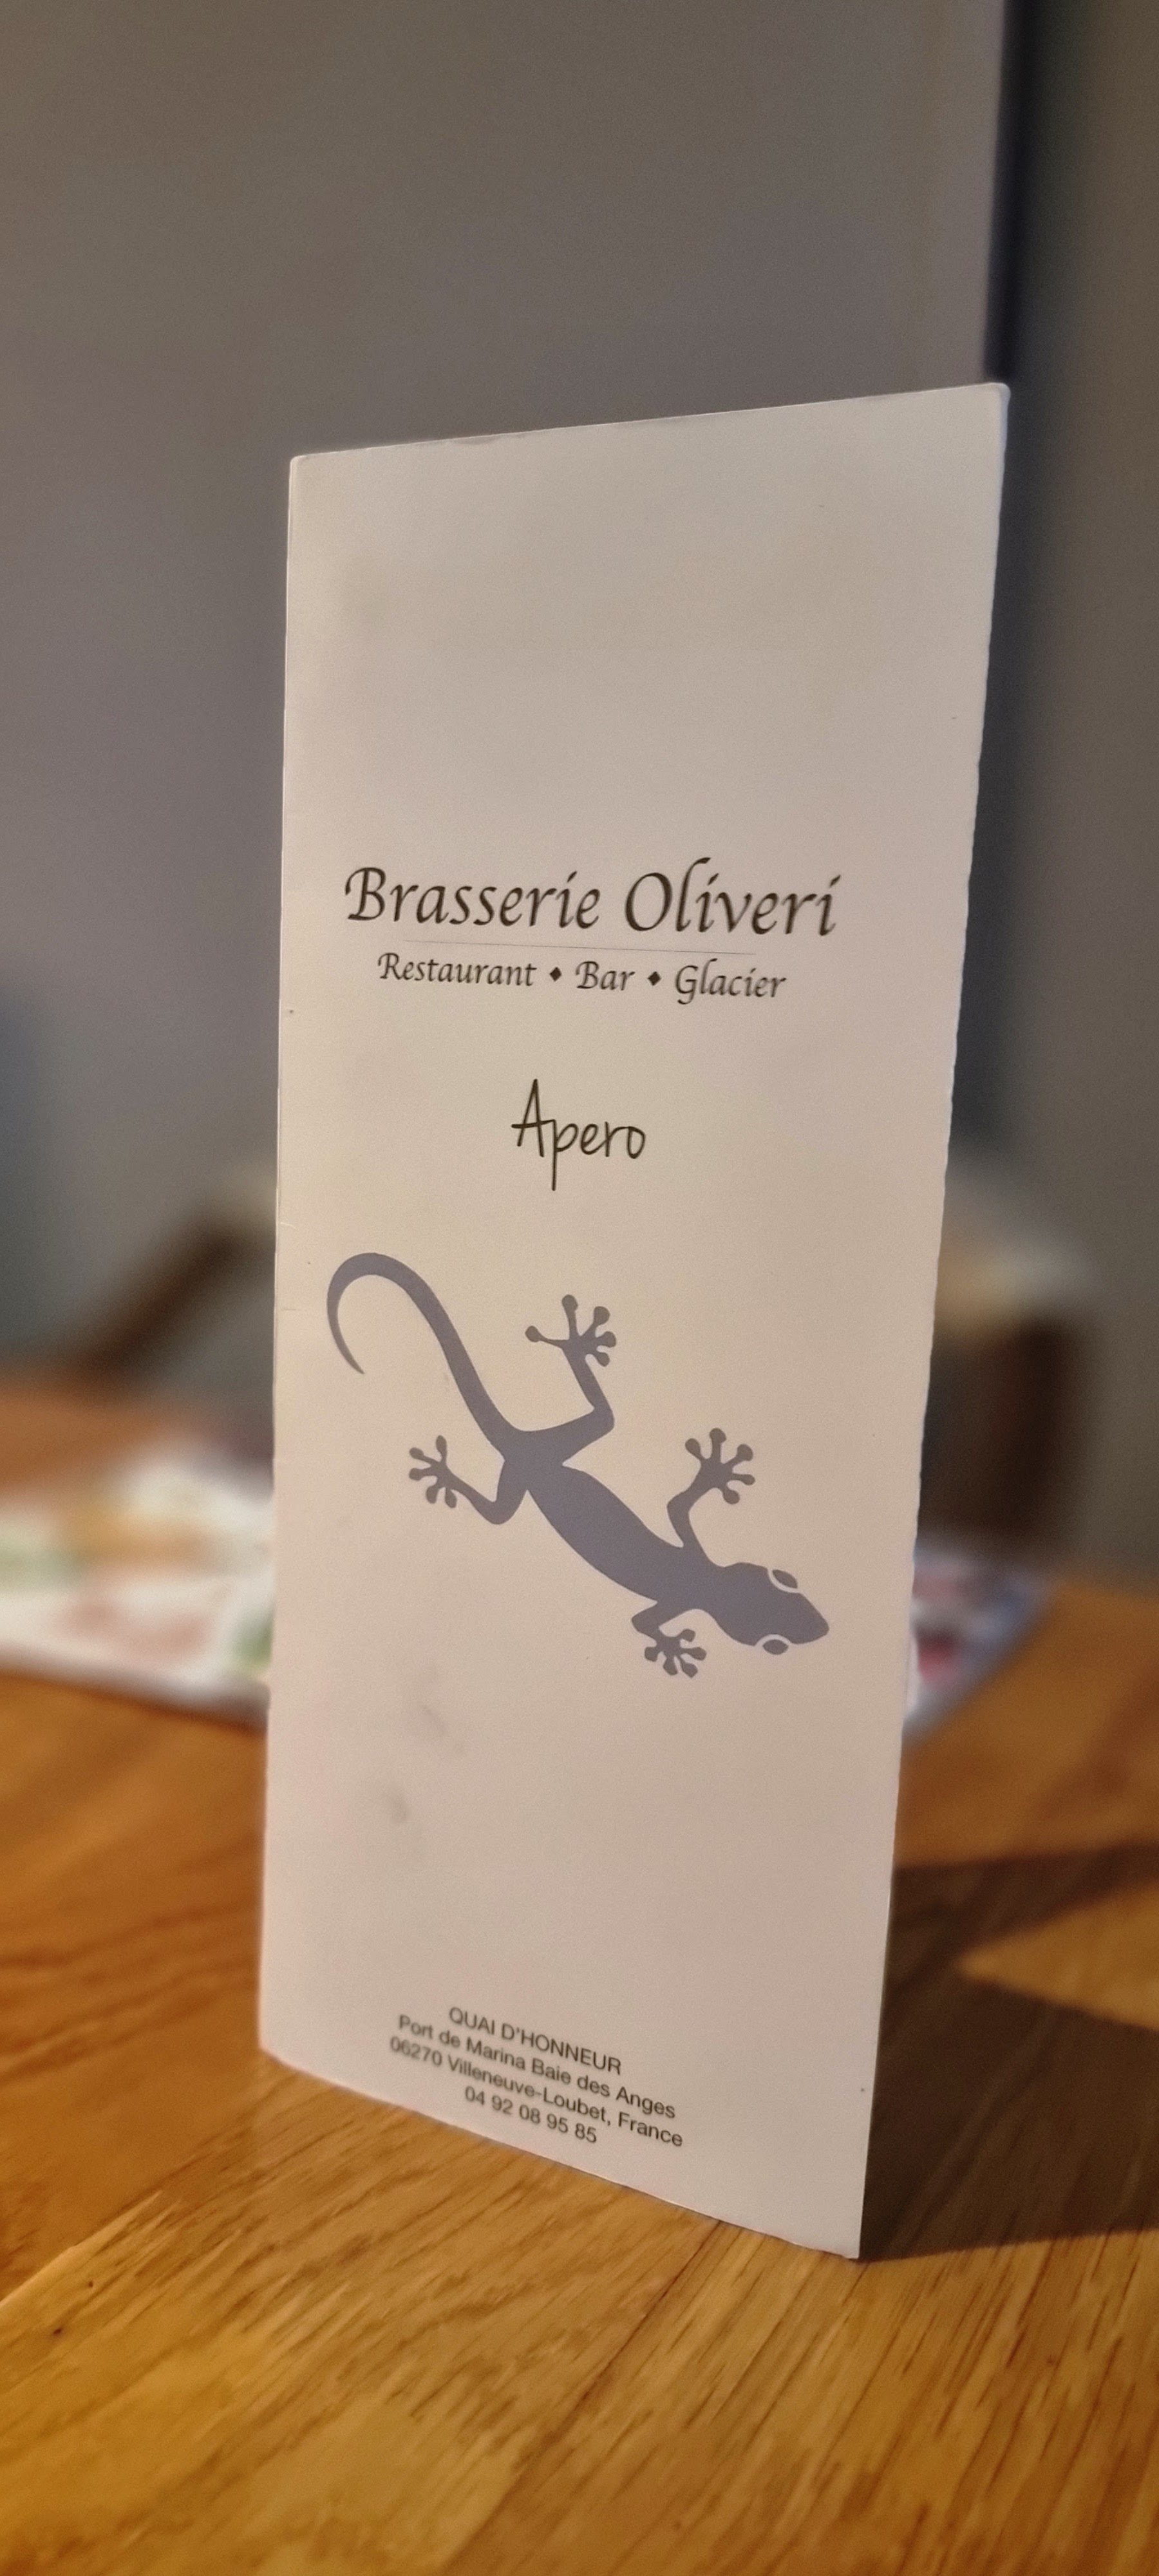 Brasserie Oliveri
Restaurant ♦ Bar ♦ Glacier
Apero
QUAI D'HONNEUR
Port de Marina Baie des Anges
06270 Villeneuve-Loubet, France
04 92 08 95 85